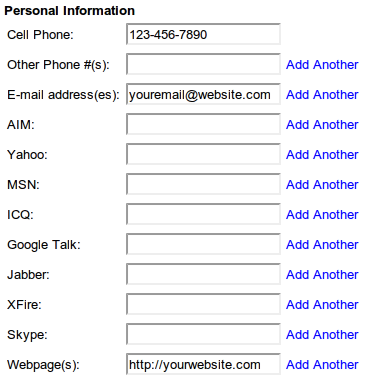 Personal Information
Cell Phone: 123-456-7890
Other Phone #(s): Add Another
E-mail address(es): youremail@website.com Add Another
AIM: Add Another
Yahoo: Add Another
MSN: Add Another
ICQ: Add Another
Google Talk: Add Another
Jabber: Add Another
XFire: Add Another
Skype: Add Another
Webpage(s): http://yourwebsite.com Add Another